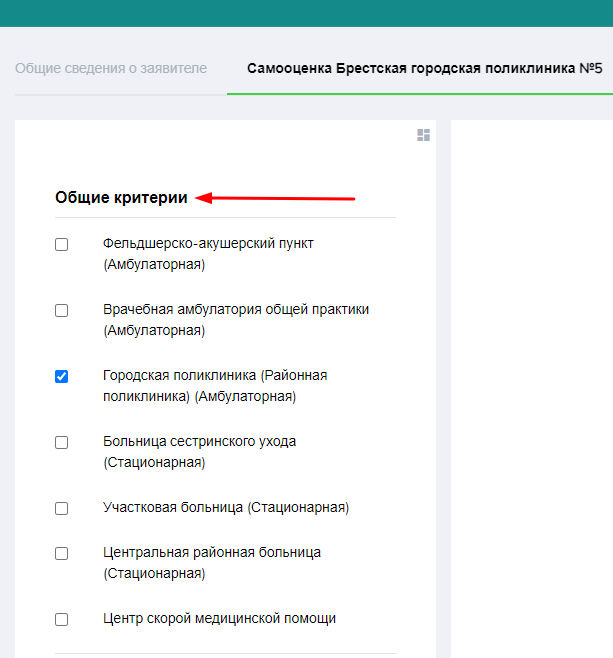 Общие сведения о заявителе
Самооценка Брестская городская поликлиника №5
Общие критерии
Фельдшерско-акушерский пункт
(Амбулаторная)
Врачебная амбулатория общей практики
(Амбулаторная)
Городская поликлиника (Районная
поликлиника) (Амбулаторная)
Больница сестринского ухода
(Стационарная)
Участковая больница (Стационарная)
Центральная районная больница
(Стационарная)
Центр скорой медицинской помощи